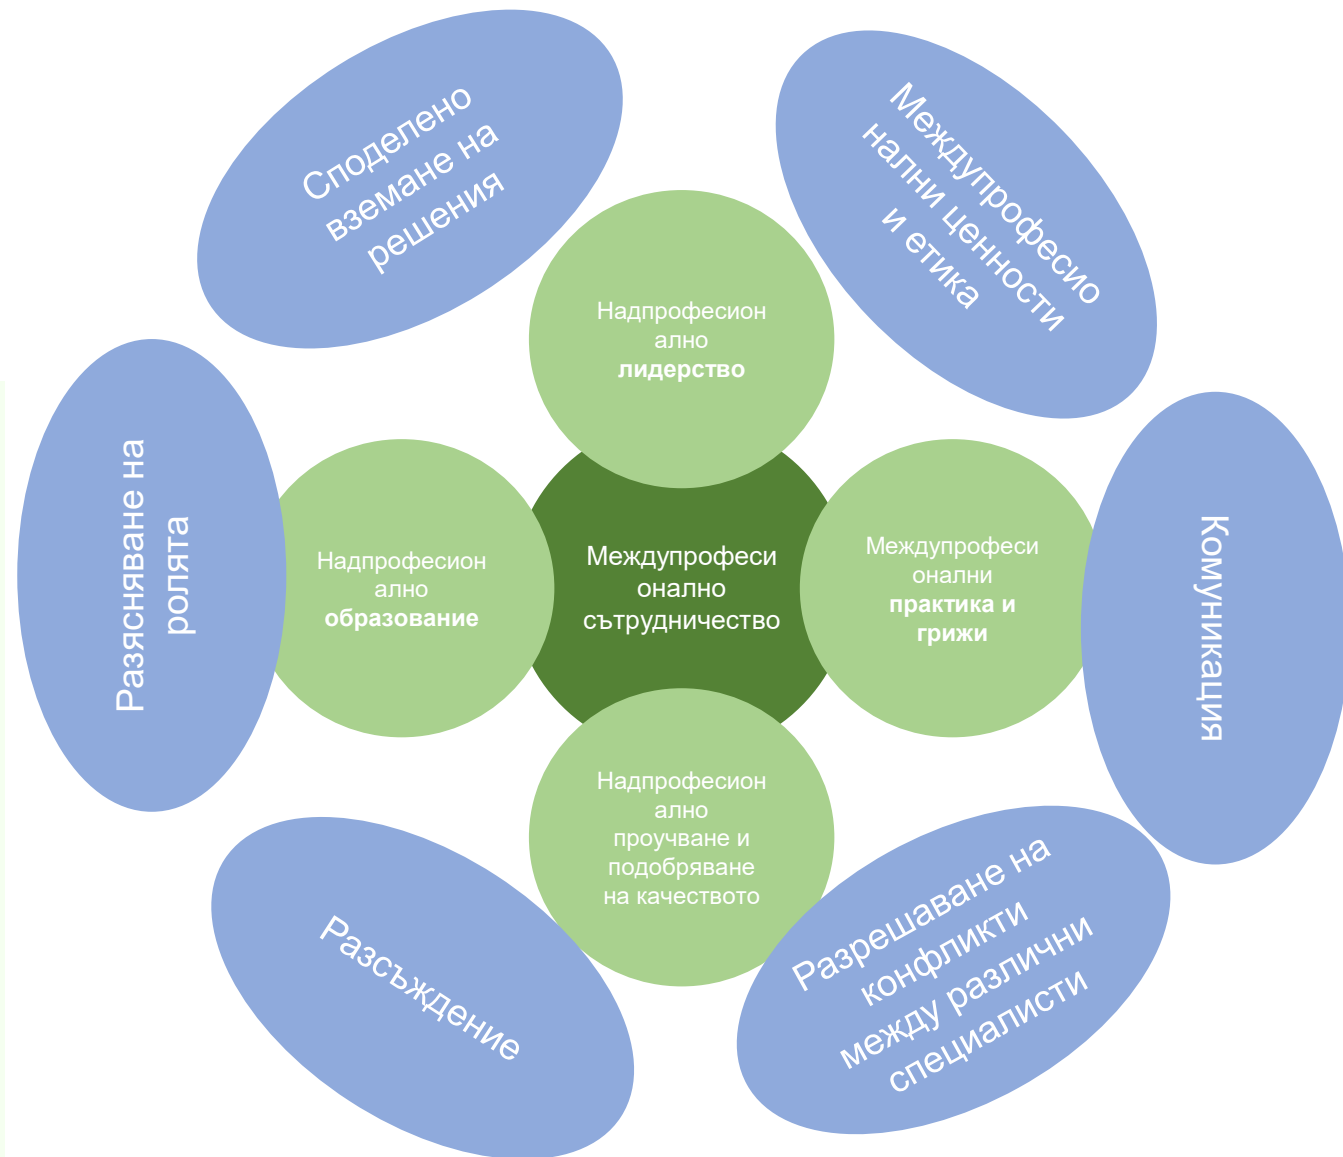 Споделено
вземане на
решения
Междупрофесио
нални ценности
и етика
Надпрофесион
ално
лидерство
Разясняване на
ролята
Надпрофесион
ално
образование
Междупрофеси
онално
сътрудничество
Междупрофеси
онални
практика и
грижи
Комуникация
Надпрофесион
ално
проучване и
подобряване
на качеството
Разсъждение
Разрешаване на
конфликти
между различни
специалисти